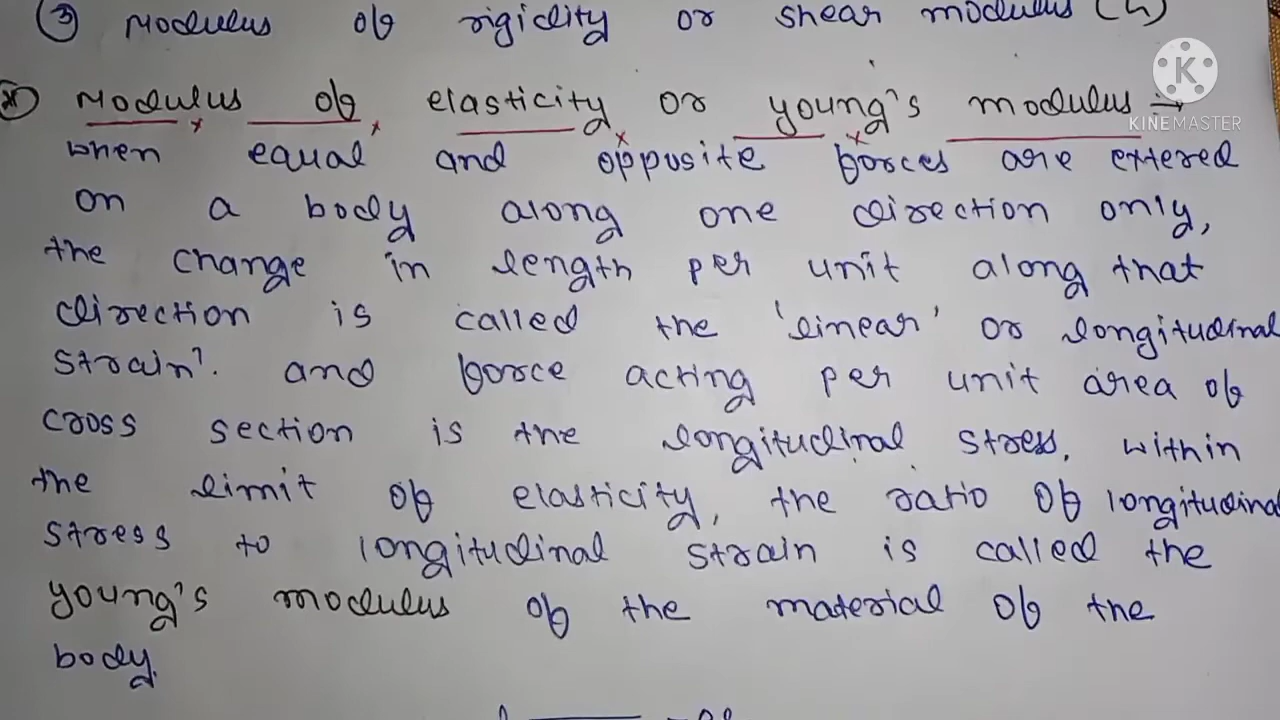 (3) Modulus of rigidity or shear modulus (η)
Modulus of elasticity or young's modulus →
when equal and opposite forces are extered
on a body along one direction only,
the change in length per unit along that
direction is called the 'linear' or longitudinal
strain'. and force acting per unit area of
cross section is the longitudinal stress. within
the limit of elasticity, the ratio of longitudinal
stress to longitudinal strain is called the
young's modulus of the material of the
body.
K
KINEMASTER